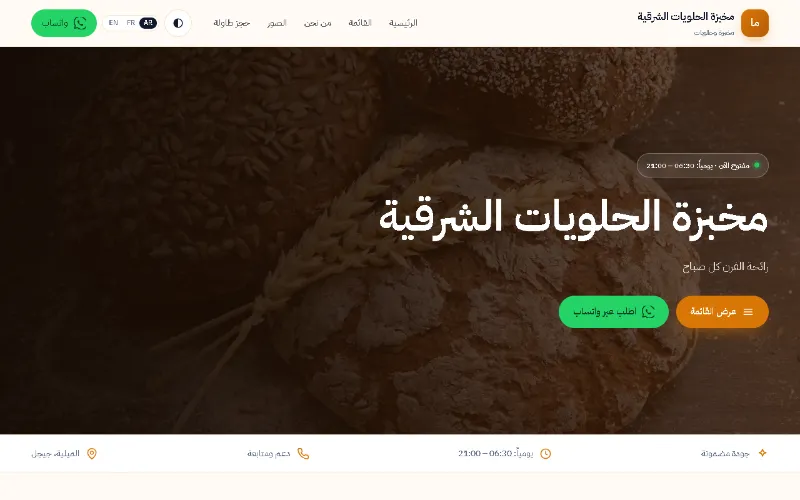 ما
مخبزة الحلويات الشرقية
مخبزة وحلويات
الرئيسية
القائمة
من نحن
الصور
حجز طاولة
AR
FR
EN
واتساب
مفتوح الآن · يومياً: 06:30 – 21:00
مخبزة الحلويات الشرقية
رائحة الفرن كل صباح
عرض القائمة
اطلب عبر واتساب
جودة مضمونة
يومياً: 06:30 – 21:00
دعم ومتابعة
الميلية، جيجل